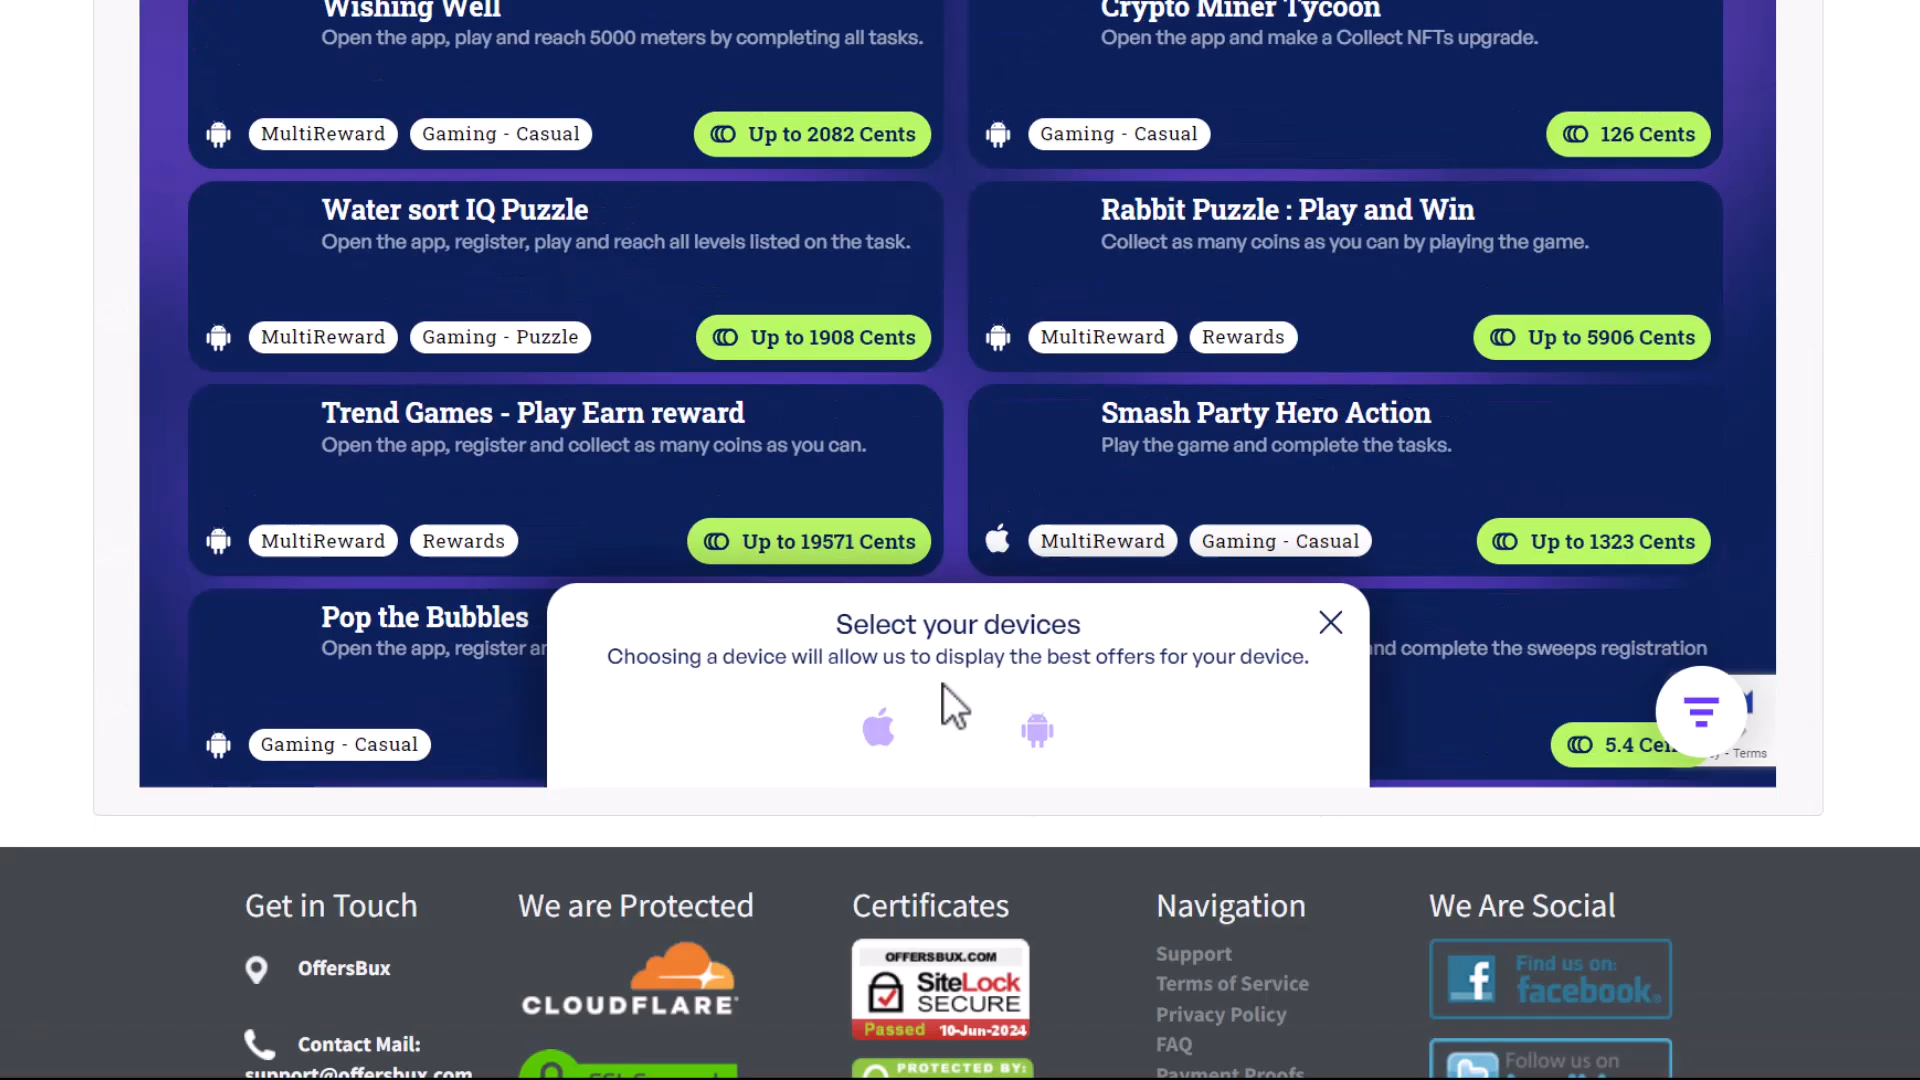 Wishing Well
Open the app, play and reach 5000 meters by completing all tasks.
MultiReward
Gaming - Casual
Up to 2082 Cents
Crypto Miner Tycoon
Open the app and make a Collect NFTs upgrade.
Gaming - Casual
126 Cents
Water sort IQ Puzzle
Open the app, register, play and reach all levels listed on the task.
MultiReward
Gaming - Puzzle
Up to 1908 Cents
Rabbit Puzzle : Play and Win
Collect as many coins as you can by playing the game.
MultiReward
Rewards
Up to 5906 Cents
Trend Games - Play Earn reward
Open the app, register and collect as many coins as you can.
MultiReward
Rewards
Up to 19571 Cents
Smash Party Hero Action
Play the game and complete the tasks.
MultiReward
Gaming - Casual
Up to 1323 Cents
Pop the Bubbles
Open the app, register
Gaming - Casual
and complete the sweeps registration
5.4
- Terms
Select your devices
Choosing a device will allow us to display the best offers for your device.
Get in Touch
OffersBux
Contact Mail:
support@offersbux.com
We are Protected
CLOUDFLARE
Certificates
OFFERSBUX.COM
SiteLock
SECURE
Passed 10-Jun-2024
PROTECTED BY:
Navigation
Support
Terms of Service
Privacy Policy
FAQ
Payment Proofs
We Are Social
Find us on:
facebook
Follow us on